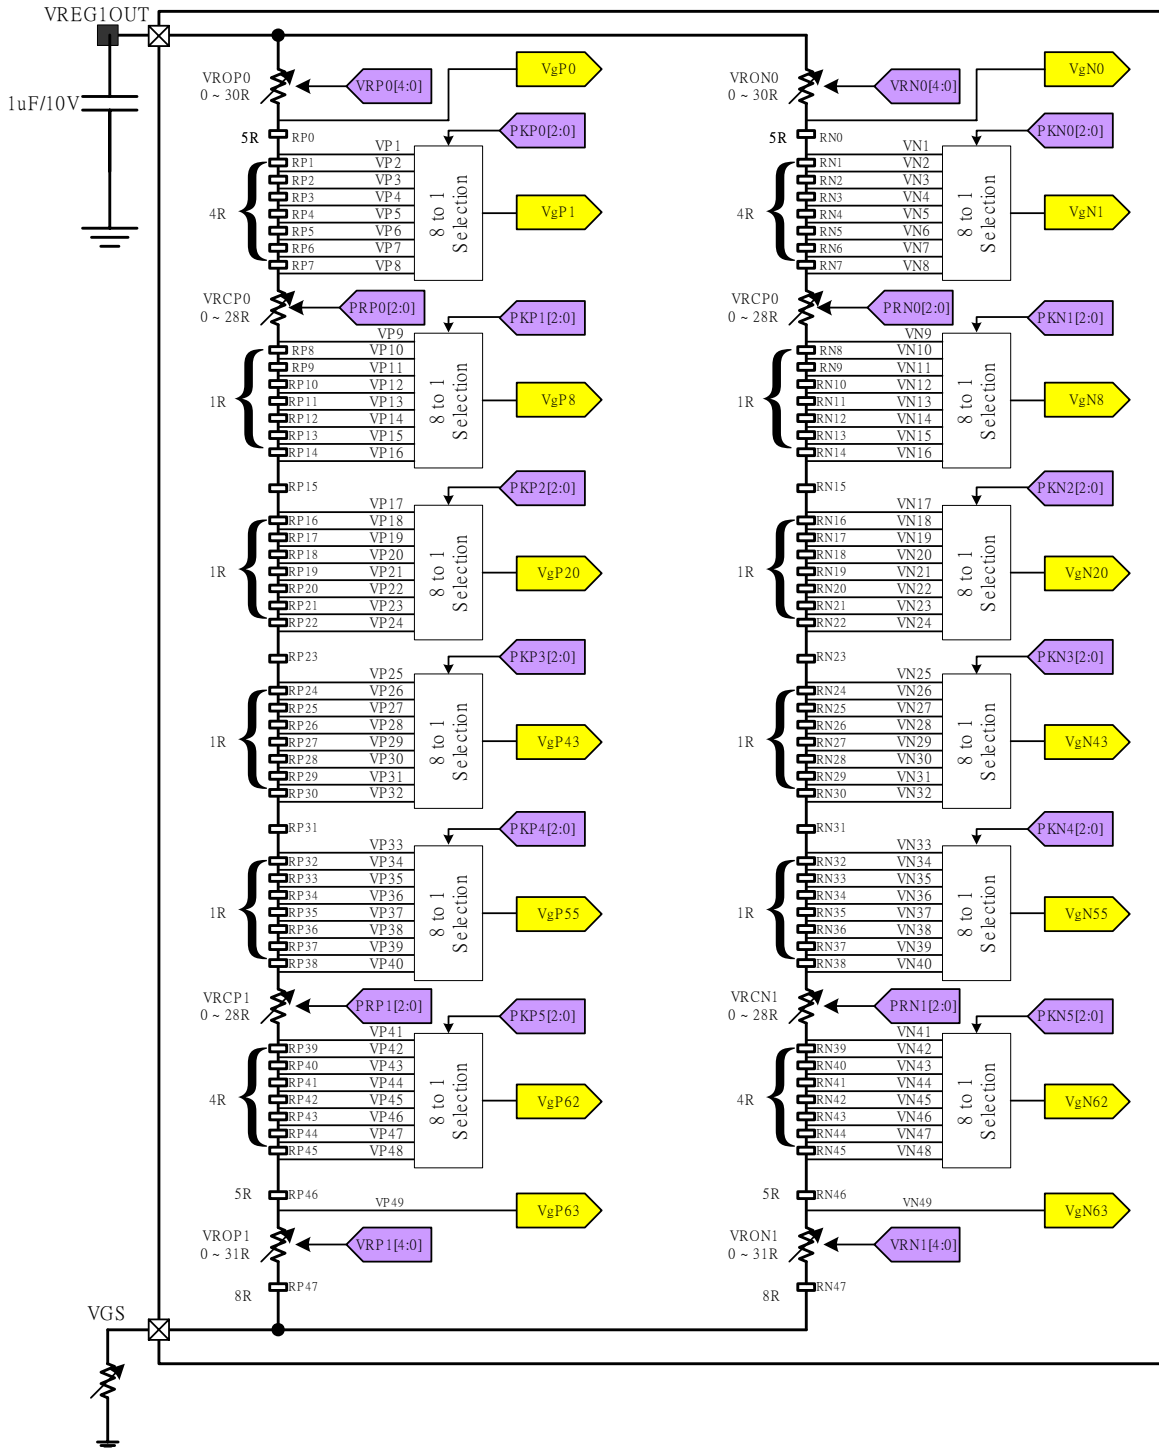 VREG1OUT
1uF/10V
VROP0
0 ~ 30R
VRP0[4:0]
VgP0
5R
RP0
PKP0[2:0]
VP1
RP1
VP2
RP2
VP3
RP3
VP4
4R
RP4
VP5
RP5
VP6
RP6
VP7
RP7
VP8
8 to 1
Selection
VgP1
VRCP0
0 ~ 28R
PRP0[2:0]
PKP1[2:0]
VP9
RP8
VP10
RP9
VP11
RP10
VP12
1R
RP11
VP13
RP12
VP14
RP13
VP15
RP14
VP16
8 to 1
Selection
VgP8
RP15
PKP2[2:0]
VP17
RP16
VP18
RP17
VP19
RP18
VP20
1R
RP19
VP21
RP20
VP22
RP21
VP23
RP22
VP24
8 to 1
Selection
VgP20
RP23
PKP3[2:0]
VP25
RP24
VP26
RP25
VP27
RP26
VP28
1R
RP27
VP29
RP28
VP30
RP29
VP31
RP30
VP32
8 to 1
Selection
VgP43
RP31
PKP4[2:0]
VP33
RP32
VP34
RP33
VP35
RP34
VP36
1R
RP35
VP37
RP36
VP38
RP37
VP39
RP38
VP40
8 to 1
Selection
VgP55
VRCP1
0 ~ 28R
PRP1[2:0]
PKP5[2:0]
VP41
RP39
VP42
RP40
VP43
RP41
VP44
4R
RP42
VP45
RP43
VP46
RP44
VP47
RP45
VP48
8 to 1
Selection
VgP62
5R
RP46
VP49
VgP63
VROP1
0 ~ 31R
VRP1[4:0]
RP47
8R
VGS
VRON0
0 ~ 30R
VRN0[4:0]
VgN0
5R
RN0
PKN0[2:0]
VN1
RN1
VN2
RN2
VN3
RN3
VN4
4R
RN4
VN5
RN5
VN6
RN6
VN7
RN7
VN8
8 to 1
Selection
VgN1
VRCP0
0 ~ 28R
PRN0[2:0]
PKN1[2:0]
VN9
RN8
VN10
RN9
VN11
RN10
VN12
1R
RN11
VN13
RN12
VN14
RN13
VN15
RN14
VN16
8 to 1
Selection
VgN8
RN15
PKN2[2:0]
VN17
RN16
VN18
RN17
VN19
RN18
VN20
1R
RN19
VN21
RN20
VN22
RN21
VN23
RN22
VN24
8 to 1
Selection
VgN20
RN23
PKN3[2:0]
VN25
RN24
VN26
RN25
VN27
RN26
VN28
1R
RN27
VN29
RN28
VN30
RN29
VN31
RN30
VN32
8 to 1
Selection
VgN43
RN31
PKN4[2:0]
VN33
RN32
VN34
RN33
VN35
RN34
VN36
1R
RN35
VN37
RN36
VN38
RN37
VN39
RN38
VN40
8 to 1
Selection
VgN55
VRCN1
0 ~ 28R
PRN1[2:0]
PKN5[2:0]
VN41
RN39
VN42
RN40
VN43
RN41
VN44
4R
RN42
VN45
RN43
VN46
RN44
VN47
RN45
VN48
8 to 1
Selection
VgN62
5R
RN46
VN49
VgN63
VRON1
0 ~ 31R
VRN1[4:0]
RN47
8R